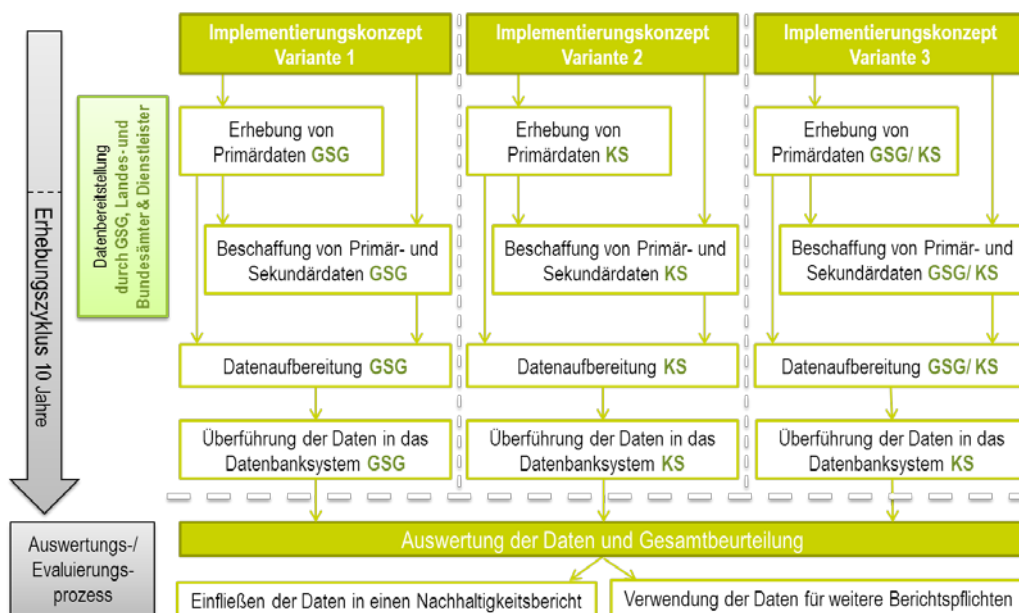 Implementierungskonzept
Variante 1
Implementierungskonzept
Variante 2
Implementierungskonzept
Variante 3
Erhebungszyklus 10 Jahre
Datenbereitstellung
durch GSG, Landes- und
Bundesämter & Dienstleister
Erhebung von
Primärdaten GSG
Erhebung von
Primärdaten KS
Erhebung von
Primärdaten GSG/ KS
Beschaffung von Primär- und
Sekundärdaten GSG
Beschaffung von Primär- und
Sekundärdaten KS
Beschaffung von Primär- und
Sekundärdaten GSG/ KS
Datenaufbereitung GSG
Datenaufbereitung KS
Datenaufbereitung GSG/ KS
Überführung der Daten in das
Datenbanksystem GSG
Überführung der Daten in das
Datenbanksystem KS
Überführung der Daten in das
Datenbanksystem KS
Auswertungs-/
Evaluierungs-
prozess
Auswertung der Daten und Gesamtbeurteilung
Einfließen der Daten in einen Nachhaltigkeitsbericht
Verwendung der Daten für weitere Berichtspflichten